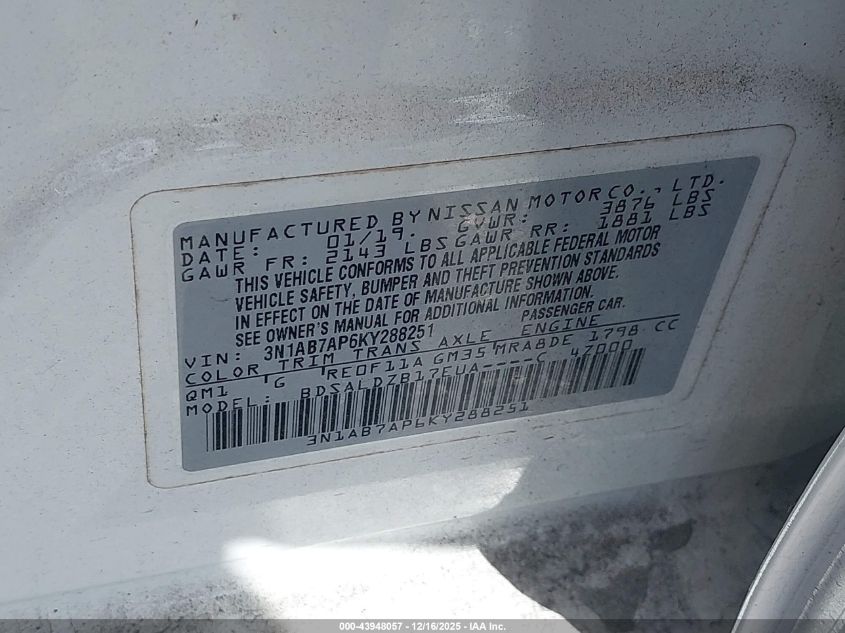 MANUFACTURED BY NISSAN MOTOR CO., LTD.
DATE: 01/19. GVWR: 3876 LBS
GAWR FR: 2143 LBS GAWR RR: 1881 LBS
THIS VEHICLE CONFORMS TO ALL APPLICABLE FEDERAL MOTOR
VEHICLE SAFETY, BUMPER AND THEFT PREVENTION STANDARDS
IN EFFECT ON THE DATE OF MANUFACTURE SHOWN ABOVE.
SEE OWNER'S MANUAL FOR ADDITIONAL INFORMATION.
VIN: 3N1AB7AP6KY288251 PASSENGER CAR.
COLOR TRIM TRANS AXLE ENGINE
QM1 G RE0F11A GM35 MRA8DE 1798 CC
MODEL: BDSALDZB17EUA----C 47000
3N1AB7AP6KY288251
000-43948057 - 12/16/2025 - IAA Inc.